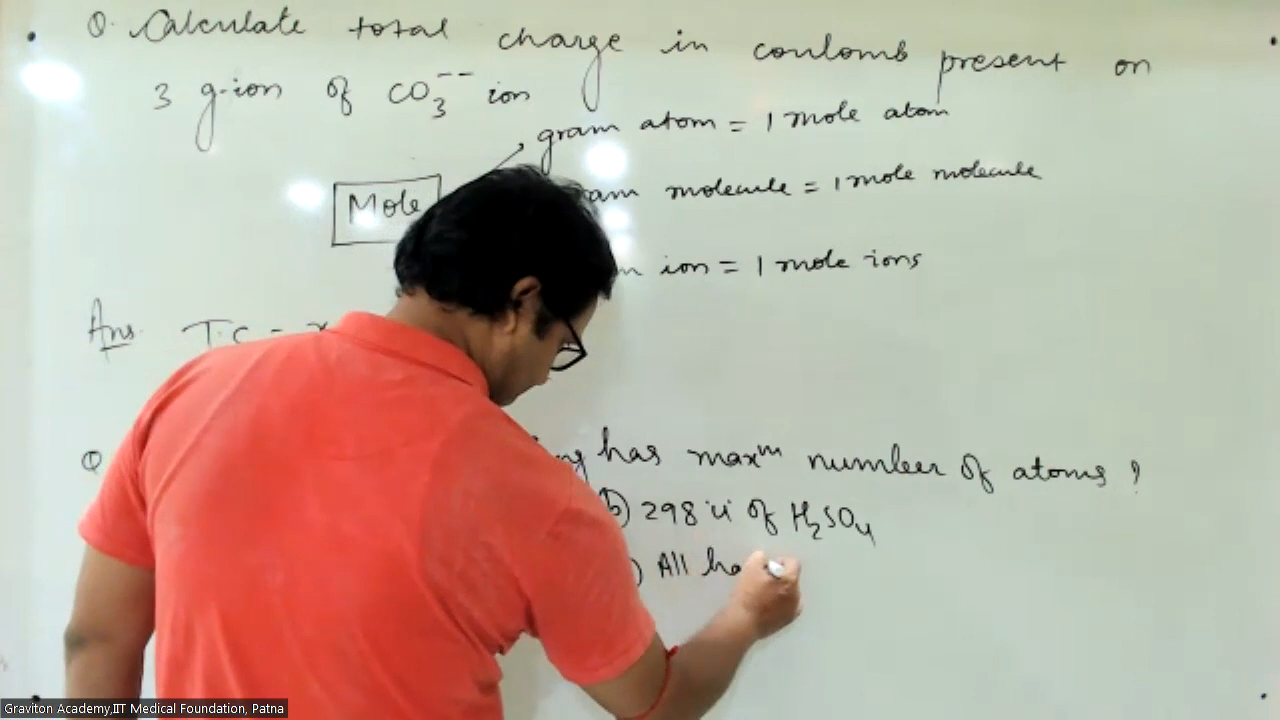 Q. Calculate total charge in coulomb present on
3 g-ion of CO₃⁻⁻ ion
gram atom = 1 mole atom
Mole
ram molecule = 1 mole molecule
m ion = 1 mole ions
Ans. T.C =
Q
ing has maxᵐ number of atoms ?
b) 298 u of H₂SO₄
) All ha
Graviton Academy,IIT Medical Foundation, Patna